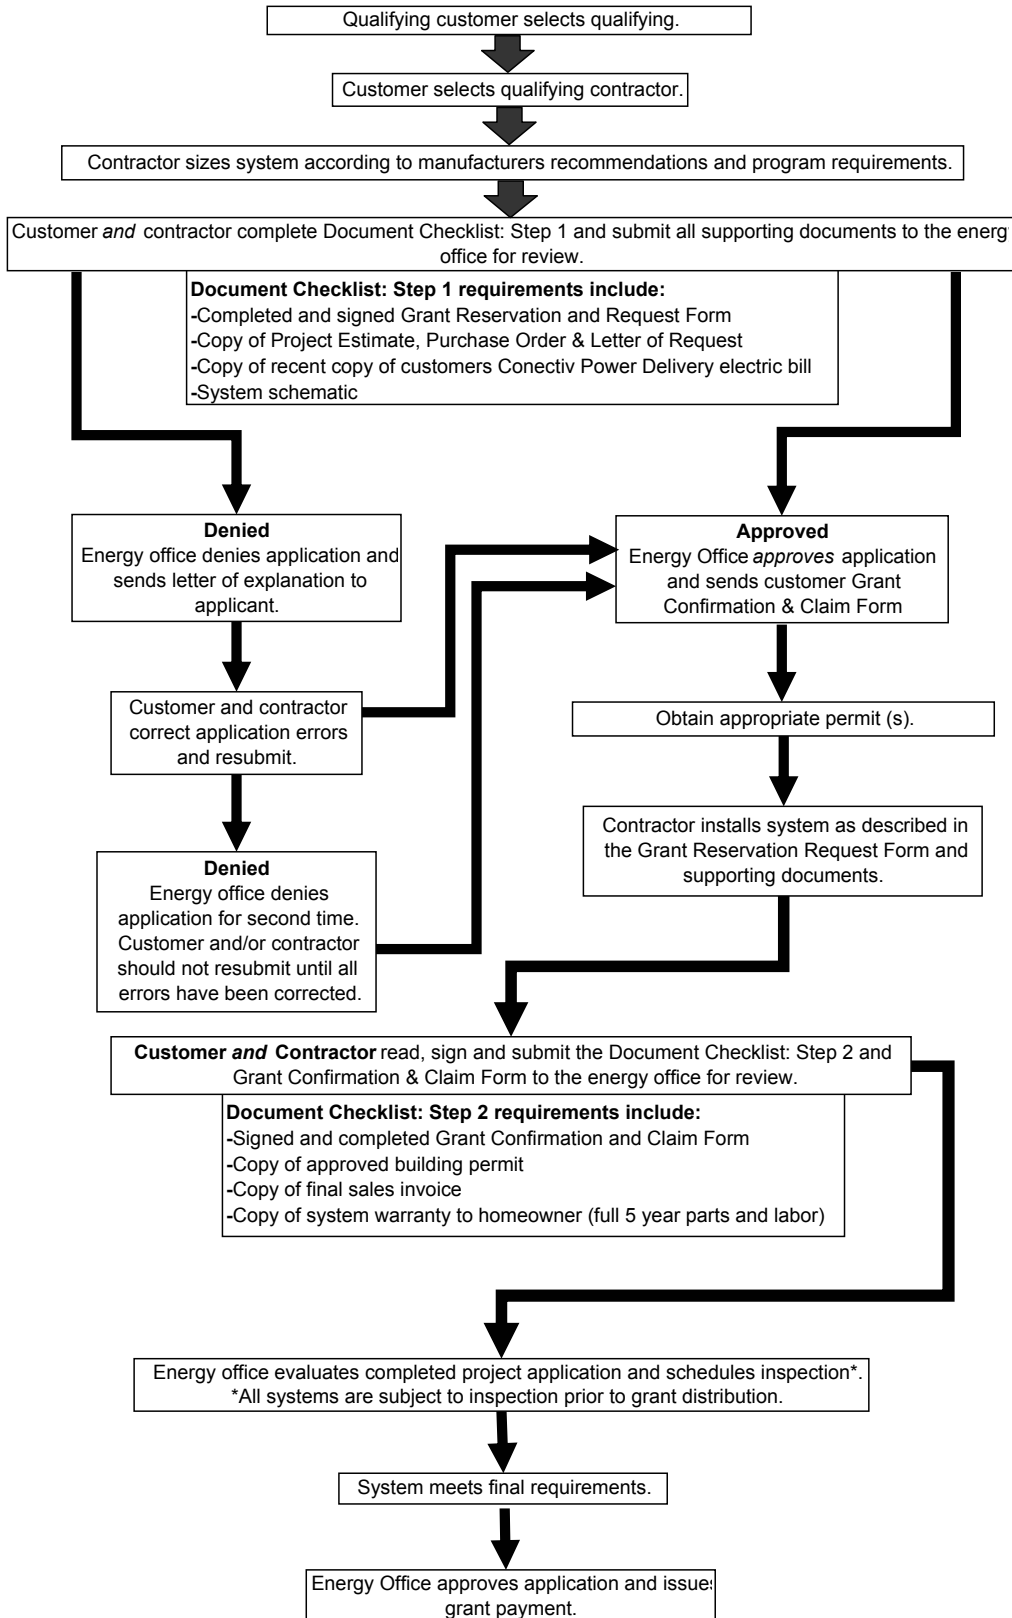 Qualifying customer selects qualifying.
Customer selects qualifying contractor.
Contractor sizes system according to manufacturers recommendations and program requirements.
Customer and contractor complete Document Checklist: Step 1 and submit all supporting documents to the energy
office for review.
Document Checklist: Step 1 requirements include:
-Completed and signed Grant Reservation and Request Form
-Copy of Project Estimate, Purchase Order & Letter of Request
-Copy of recent copy of customers Conectiv Power Delivery electric bill
-System schematic
Denied
Energy office denies application and
sends letter of explanation to
applicant.
Approved
Energy Office approves application
and sends customer Grant
Confirmation & Claim Form
Customer and contractor
correct application errors
and resubmit.
Obtain appropriate permit (s).
Denied
Energy office denies
application for second time.
Customer and/or contractor
should not resubmit until all
errors have been corrected.
Contractor installs system as described in
the Grant Reservation Request Form and
supporting documents.
Customer and Contractor read, sign and submit the Document Checklist: Step 2 and
Grant Confirmation & Claim Form to the energy office for review.
Document Checklist: Step 2 requirements include:
-Signed and completed Grant Confirmation and Claim Form
-Copy of approved building permit
-Copy of final sales invoice
-Copy of system warranty to homeowner (full 5 year parts and labor)
Energy office evaluates completed project application and schedules inspection*.
*All systems are subject to inspection prior to grant distribution.
System meets final requirements.
Energy Office approves application and issues
grant payment.